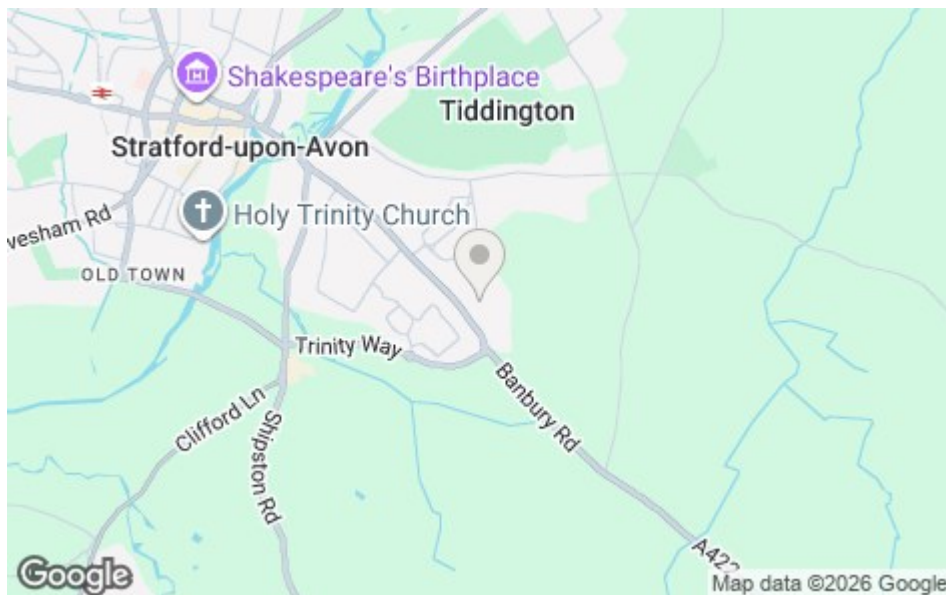 Shakespeare's Birthplace
Tiddington
Stratford-upon-Avon
Holy Trinity Church
vesham Rd
OLD TOWN
Trinity Way
Banbury Rd
Clifford Ln
Shipston Rd
A422
Google
Map data ©2026 Google